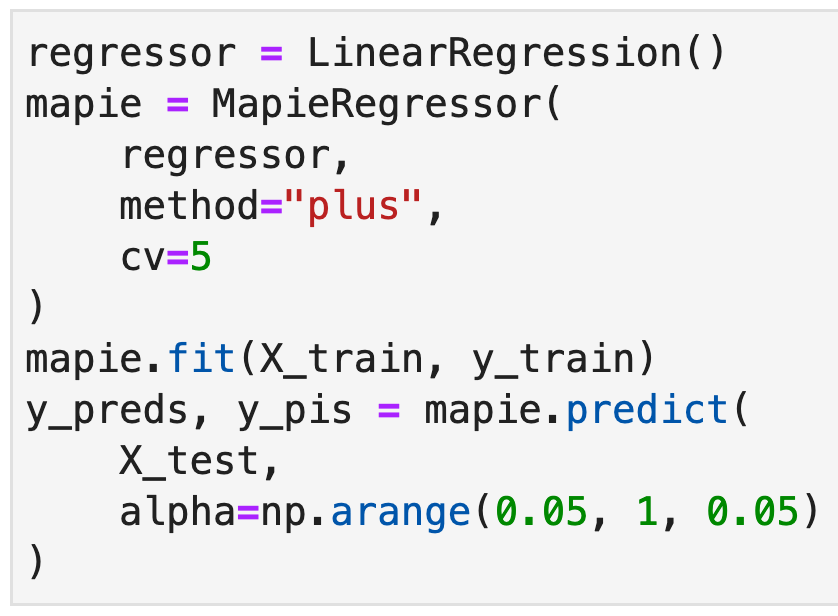 regressor = LinearRegression()
mapie = MapieRegressor(
    regressor,
    method="plus",
    cv=5
)
mapie.fit(X_train, y_train)
y_preds, y_pis = mapie.predict(
    X_test,
    alpha=np.arange(0.05, 1, 0.05)
)